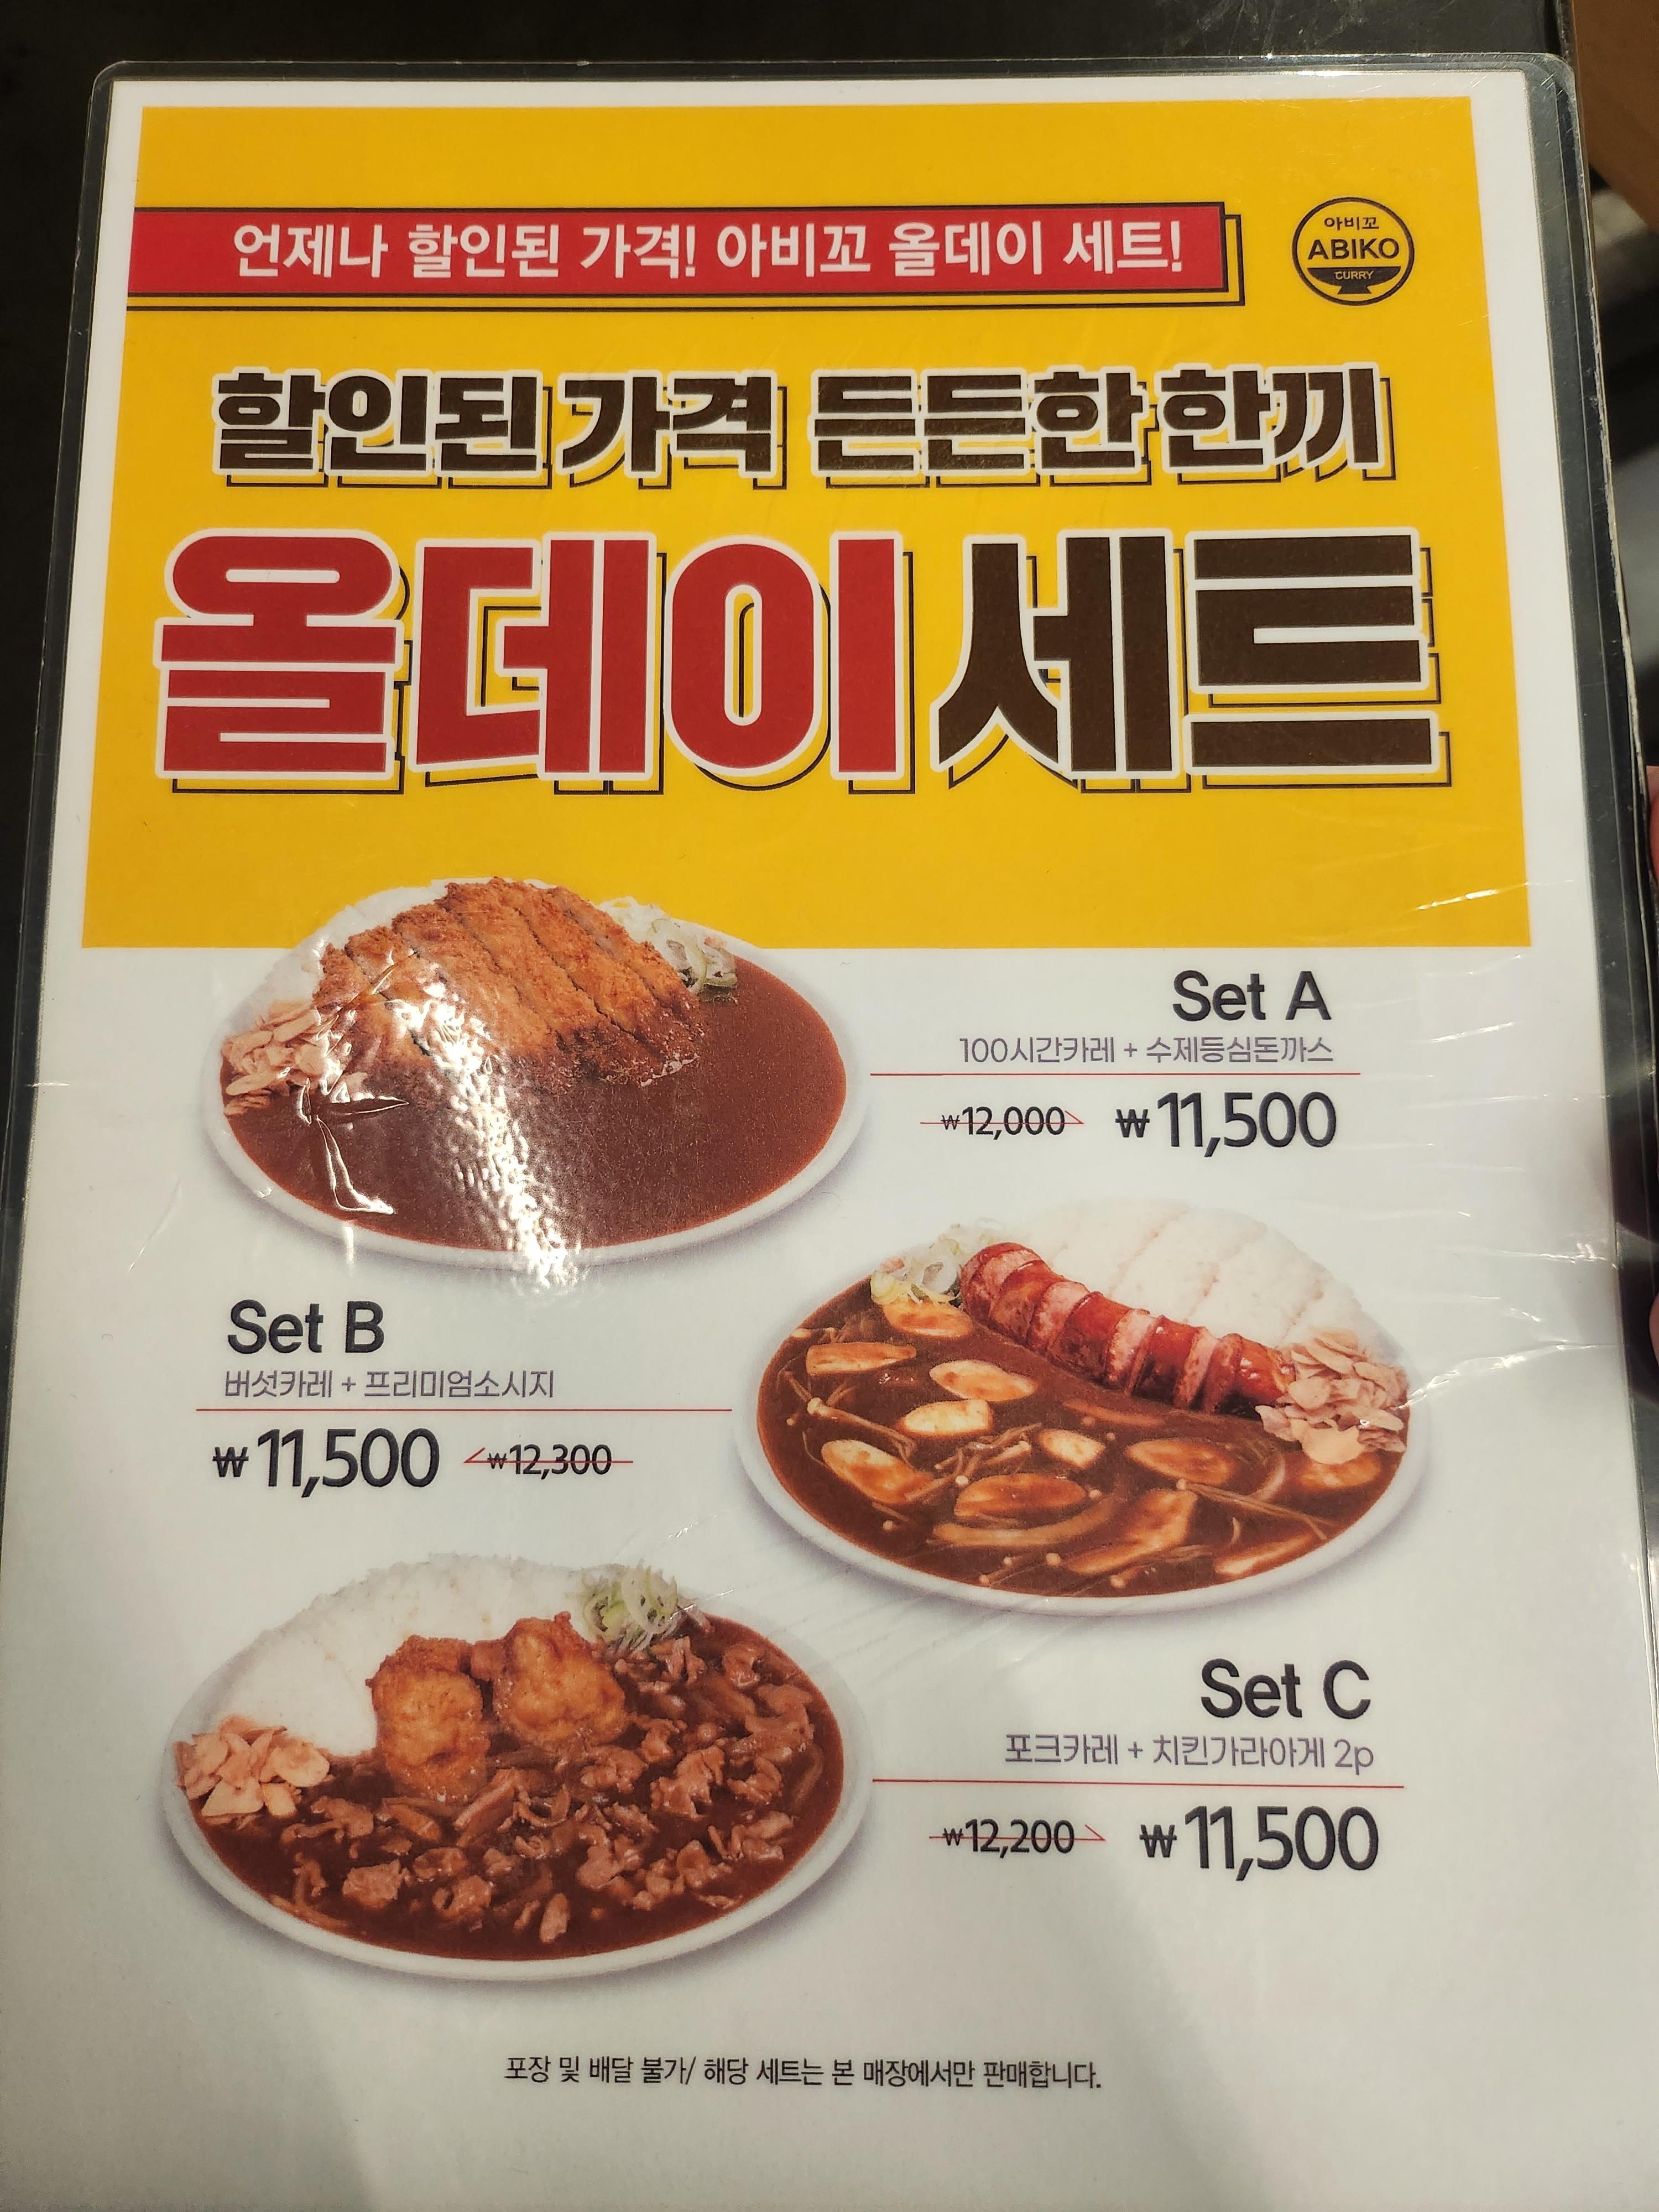 언제나 할인된 가격! 아비꼬 올데이 세트!
아비꼬
ABIKO
CURRY
할인된 가격 든든한 한끼
올데이 세트
Set A
100시간카레 + 수제등심돈까스
₩12,000 ₩11,500
Set B
버섯카레 + 프리미엄소시지
₩11,500 ₩12,300
Set C
포크카레 + 치킨가라아게 2p
₩12,200 ₩11,500
포장 및 배달 불가/ 해당 세트는 본 매장에서만 판매합니다.